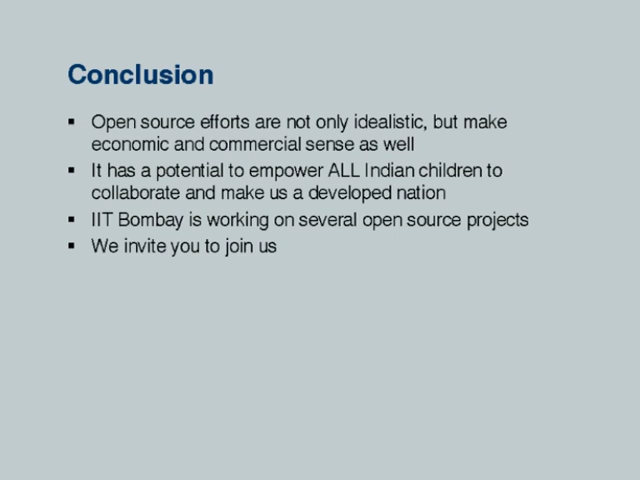 Conclusion
▪ Open source efforts are not only idealistic, but make
economic and commercial sense as well
▪ It has a potential to empower ALL Indian children to
collaborate and make us a developed nation
▪ IIT Bombay is working on several open source projects
▪ We invite you to join us